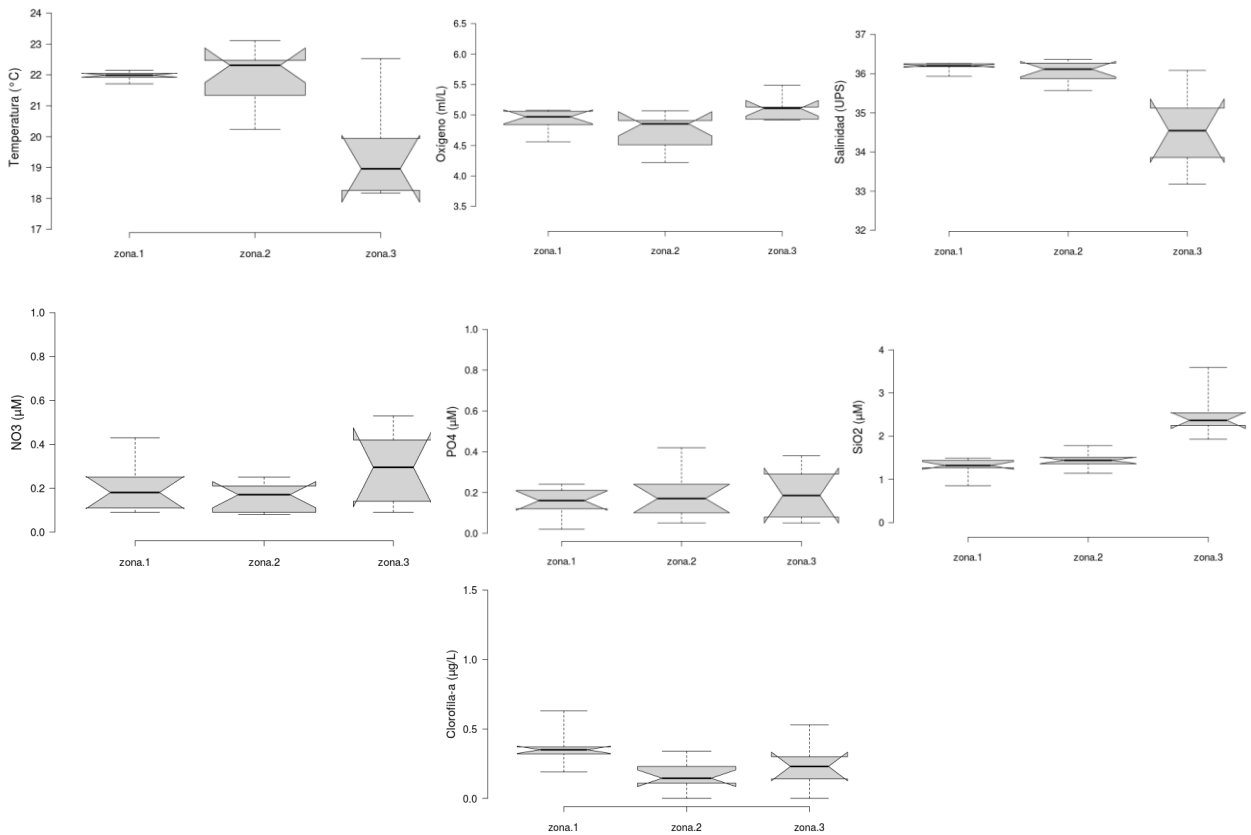 Temperatura (°C)
24
23
22
21
20
19
18
17
zona.1
zona.2
zona.3
Oxígeno (ml/L)
6.5
6.0
5.5
5.0
4.5
4.0
3.5
zona.1
zona.2
zona.3
Salinidad (UPS)
37
36
35
34
33
32
zona.1
zona.2
zona.3
NO3 (µM)
1.0
0.8
0.6
0.4
0.2
0.0
zona.1
zona.2
zona.3
PO4 (µM)
1.0
0.8
0.6
0.4
0.2
0.0
zona.1
zona.2
zona.3
SiO2 (µM)
4
3
2
1
0
zona.1
zona.2
zona.3
Clorofila-a (µg/L)
1.5
1.0
0.5
0.0
zona.1
zona.2
zona.3